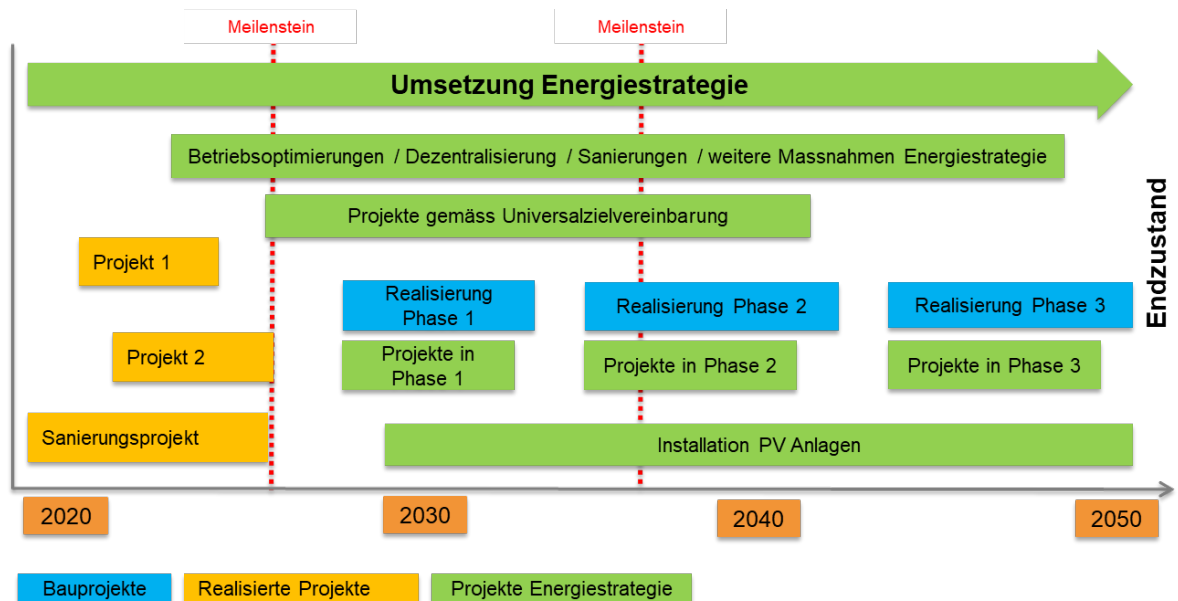 Meilenstein
Meilenstein
Umsetzung Energiestrategie
Betriebsoptimierungen / Dezentralisierung / Sanierungen / weitere Massnahmen Energiestrategie
Projekte gemäss Universalzielvereinbarung
Projekt 1
Realisierung
Phase 1
Realisierung Phase 2
Realisierung Phase 3
Projekt 2
Projekte in
Phase 1
Projekte in Phase 2
Projekte in Phase 3
Sanierungsprojekt
Installation PV Anlagen
Endzustand
2020
2030
2040
2050
Bauprojekte
Realisierte Projekte
Projekte Energiestrategie